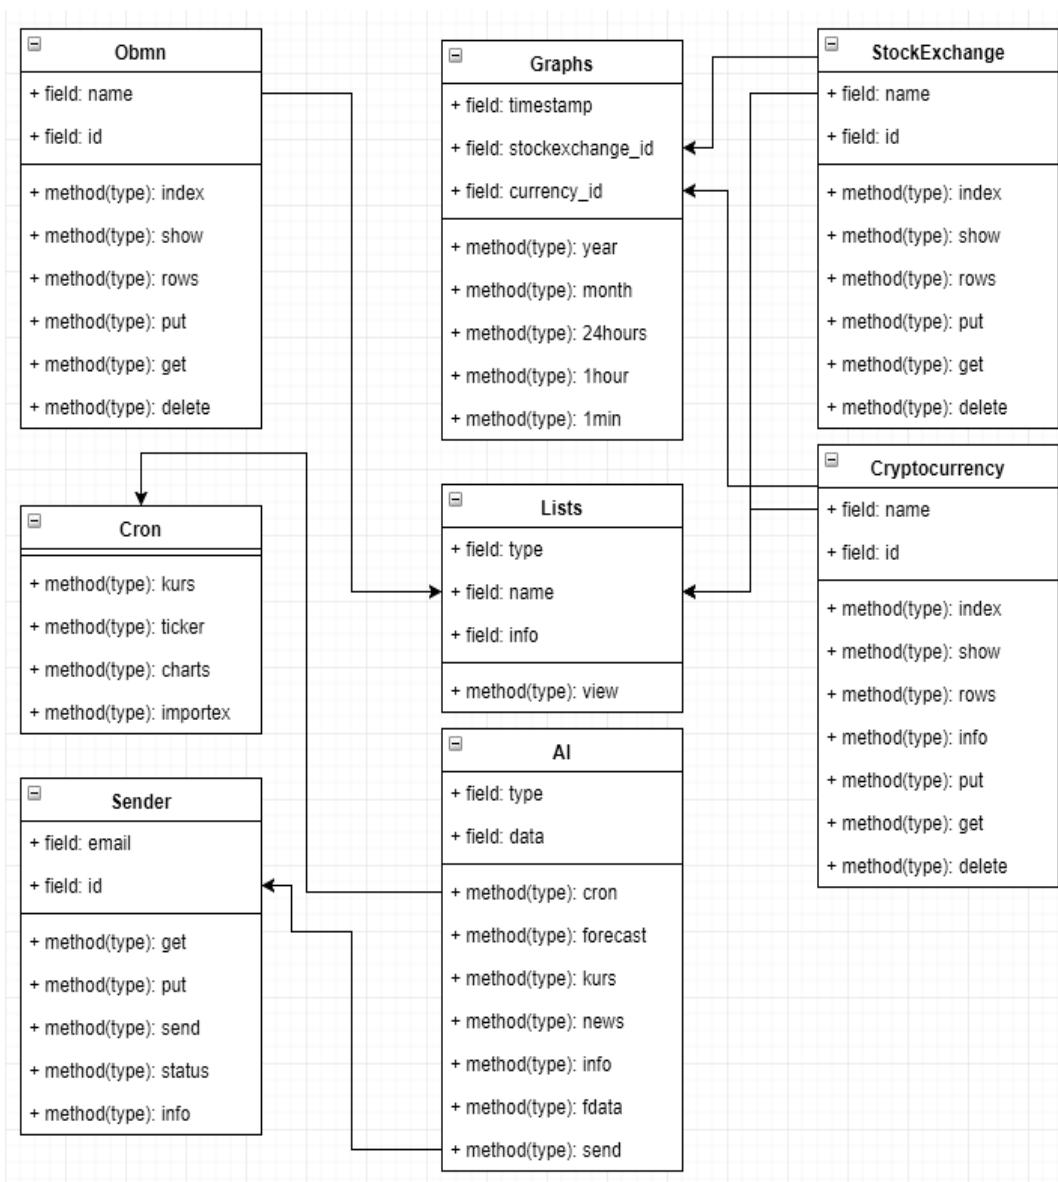 Obmn
+ field: name
+ field: id
+ method(type): index
+ method(type): show
+ method(type): rows
+ method(type): put
+ method(type): get
+ method(type): delete
Graphs
+ field: timestamp
+ field: stockexchange_id
+ field: currency_id
+ method(type): year
+ method(type): month
+ method(type): 24hours
+ method(type): 1hour
+ method(type): 1min
StockExchange
+ field: name
+ field: id
+ method(type): index
+ method(type): show
+ method(type): rows
+ method(type): put
+ method(type): get
+ method(type): delete
Cron
+ method(type): kurs
+ method(type): ticker
+ method(type): charts
+ method(type): importex
Lists
+ field: type
+ field: name
+ field: info
+ method(type): view
Cryptocurrency
+ field: name
+ field: id
+ method(type): index
+ method(type): show
+ method(type): rows
+ method(type): info
+ method(type): put
+ method(type): get
+ method(type): delete
Sender
+ field: email
+ field: id
+ method(type): get
+ method(type): put
+ method(type): send
+ method(type): status
+ method(type): info
AI
+ field: type
+ field: data
+ method(type): cron
+ method(type): forecast
+ method(type): kurs
+ method(type): news
+ method(type): info
+ method(type): fdata
+ method(type): send